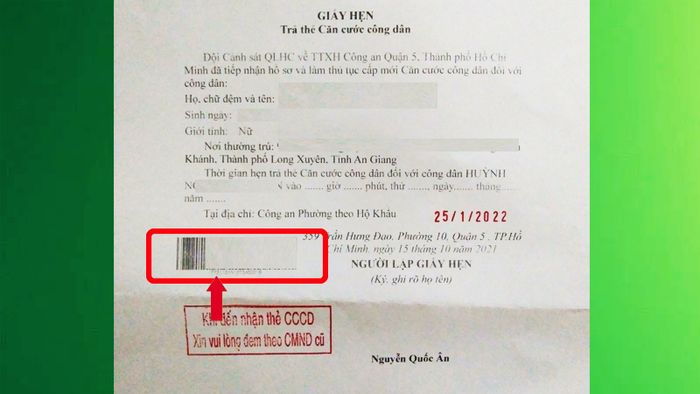 GIẤY HẸN
Trả thẻ Căn cước công dân
Đội Cảnh sát QLHC về TTXH Công an Quận 5, Thành phố Hồ Chí
Minh đã tiếp nhận hồ sơ và làm thủ tục cấp mới Căn cước công dân đối với
công dân:
Họ, chữ đệm và tên:
Sinh ngày:
Giới tính: Nữ
Nơi thường trú:
Khánh, Thành phố Long Xuyên, Tỉnh An Giang
Thời gian hẹn trả thẻ Căn cước công dân đối với công dân HUỲNH
vào ....... giờ ....... phút, thứ ......., ngày....... tháng.......
năm .......
Tại địa chỉ: Công an Phường theo Hộ Khẩu
25/1/2022
359 Trần Hưng Đạo, Phường 10, Quận 5 , TP.Hồ
Chí Minh, ngày 15 tháng 10 năm 2021
NGƯỜI LẬP GIẤY HẸN
(Ký, ghi rõ họ tên)
Khi đến nhận thẻ CCCD
Xin vui lòng đem theo CMND cũ
Nguyễn Quốc Ân